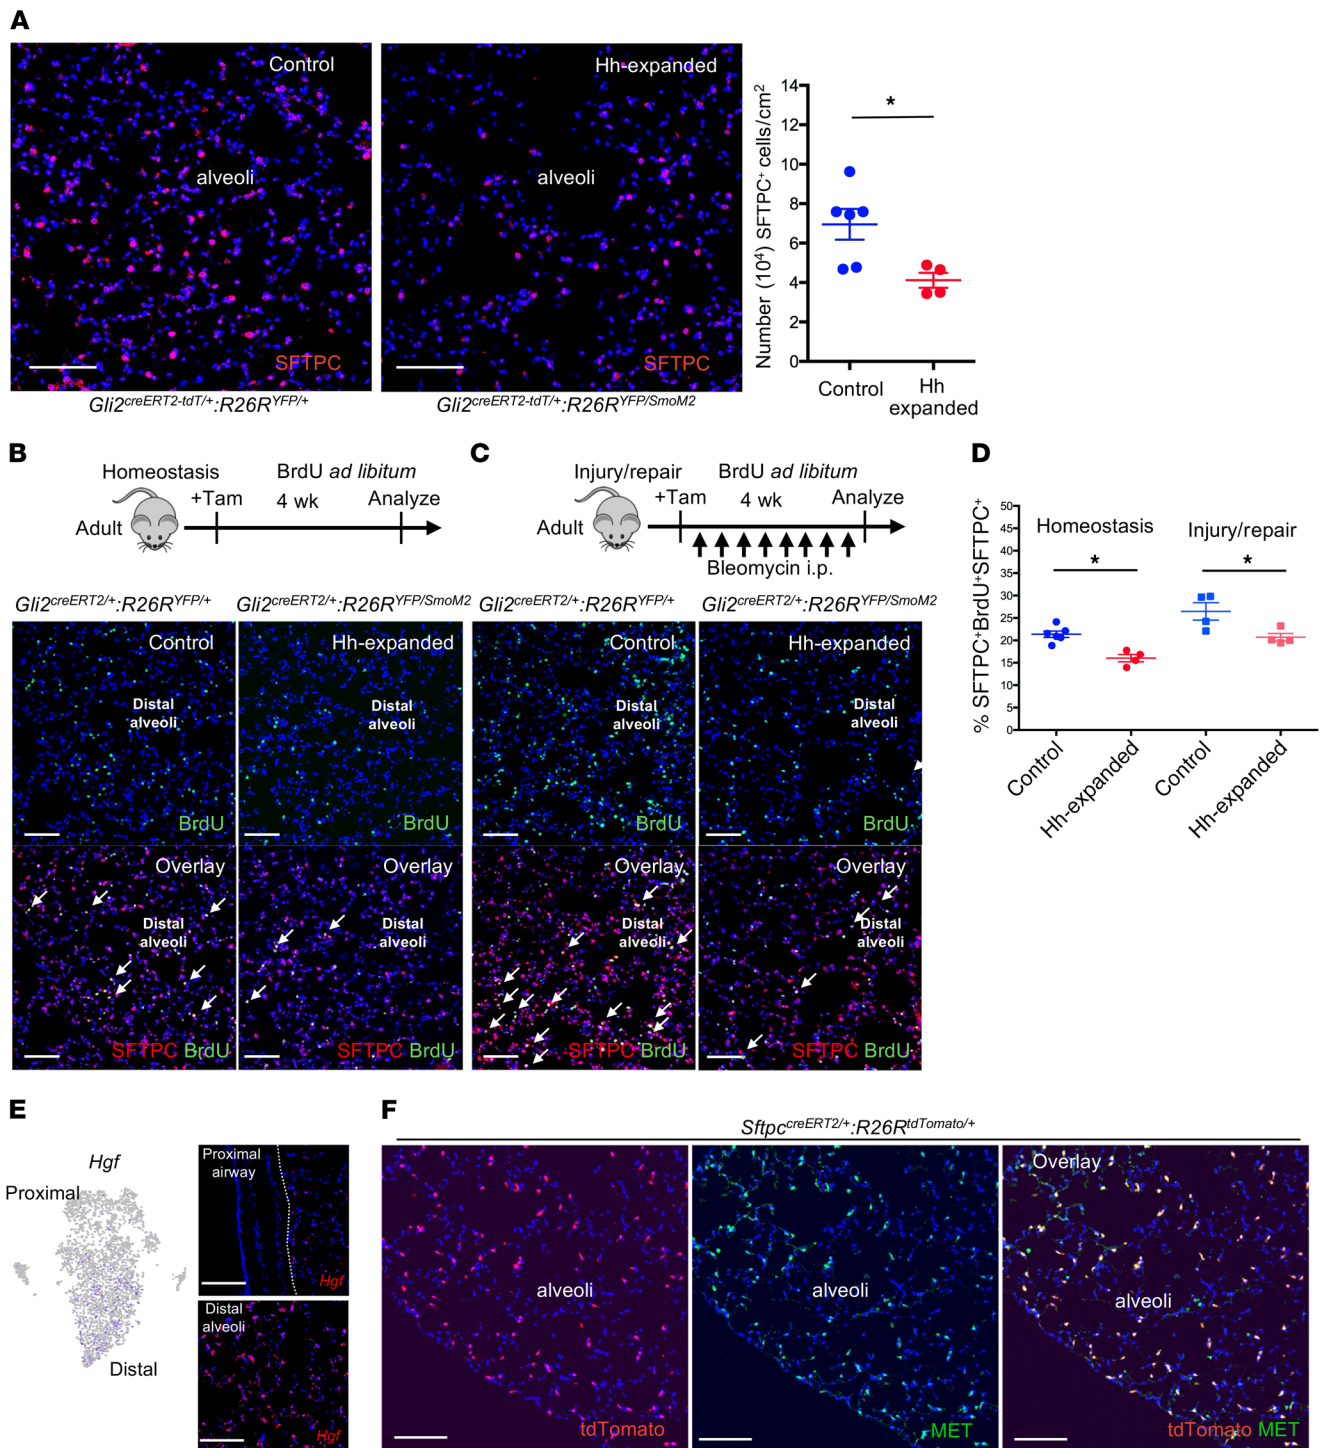 A
Control
alveoli
SFTPC
Gli2creERT2-tdT/+:R26RYFP/+
Hh-expanded
alveoli
SFTPC
Gli2creERT2-tdT/+:R26RYFP/SmoM2
Number (10⁴) SFTPC⁺ cells/cm²
14
12
10
8
6
4
2
0
*
Control
Hh
expanded
B
Homeostasis
BrdU ad libitum
+Tam
4 wk
Analyze
Adult
Gli2creERT2/+:R26RYFP/+
Gli2creERT2/+:R26RYFP/SmoM2
Control
Distal
alveoli
BrdU
Hh-expanded
Distal
alveoli
BrdU
Overlay
Distal
alveoli
SFTPC BrdU
Overlay
Distal
alveoli
SFTPC BrdU
C
Injury/repair
BrdU ad libitum
+Tam
4 wk
Analyze
Adult
Bleomycin i.p.
Gli2creERT2/+:R26RYFP/+
Gli2creERT2/+:R26RYFP/SmoM2
Control
Distal
alveoli
BrdU
Hh-expanded
Distal
alveoli
BrdU
Overlay
Distal
alveoli
SFTPC BrdU
Overlay
Distal
alveoli
SFTPC BrdU
D
% SFTPC⁺BrdU⁺SFTPC⁺
50
45
40
35
30
25
20
15
10
5
0
Homeostasis
*
Injury/repair
*
Control
Hh-expanded
Control
Hh-expanded
E
Hgf
Proximal
Distal
Proximal
airway
Hgf
Distal
alveoli
Hgf
F
SftpccreERT2/+:R26RtdTomato/+
alveoli
tdTomato
alveoli
MET
Overlay
alveoli
tdTomato MET